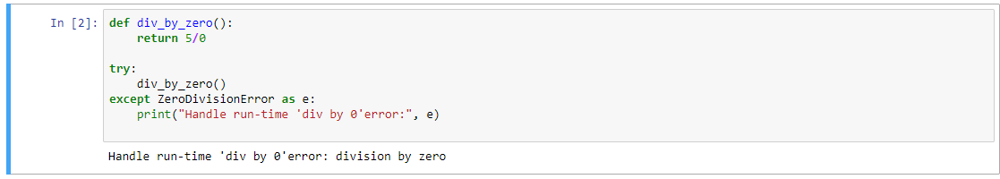 In [2]: def div_by_zero():
    return 5/0
try:
    div_by_zero()
except ZeroDivisionError as e:
    print("Handle run-time 'div by 0'error:", e)
Handle run-time 'div by 0'error: division by zero